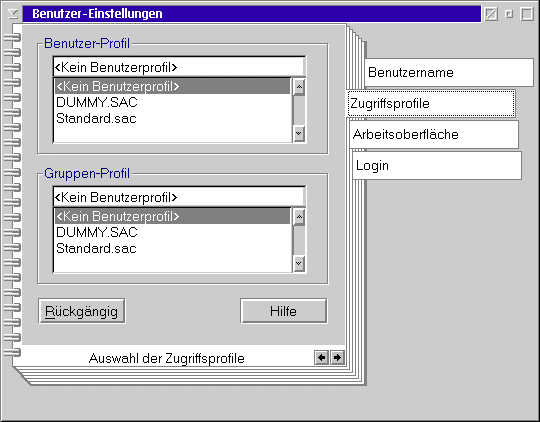 Benutzer-Einstellungen
Benutzer-Profil
<Kein Benutzerprofil>
<Kein Benutzerprofil>
DUMMY.SAC
Standard.sac
Gruppen-Profil
<Kein Benutzerprofil>
<Kein Benutzerprofil>
DUMMY.SAC
Standard.sac
Rückgängig
Hilfe
Auswahl der Zugriffsprofile
Benutzername
Zugriffsprofile
Arbeitsoberfläche
Login